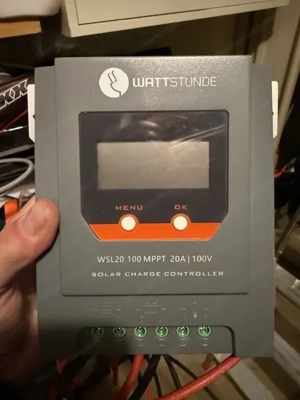 WATTSTUNDE
MENU OK
WSL20.100 MPPT 20A | 100V
SOLAR CHARGE CONTROLLER